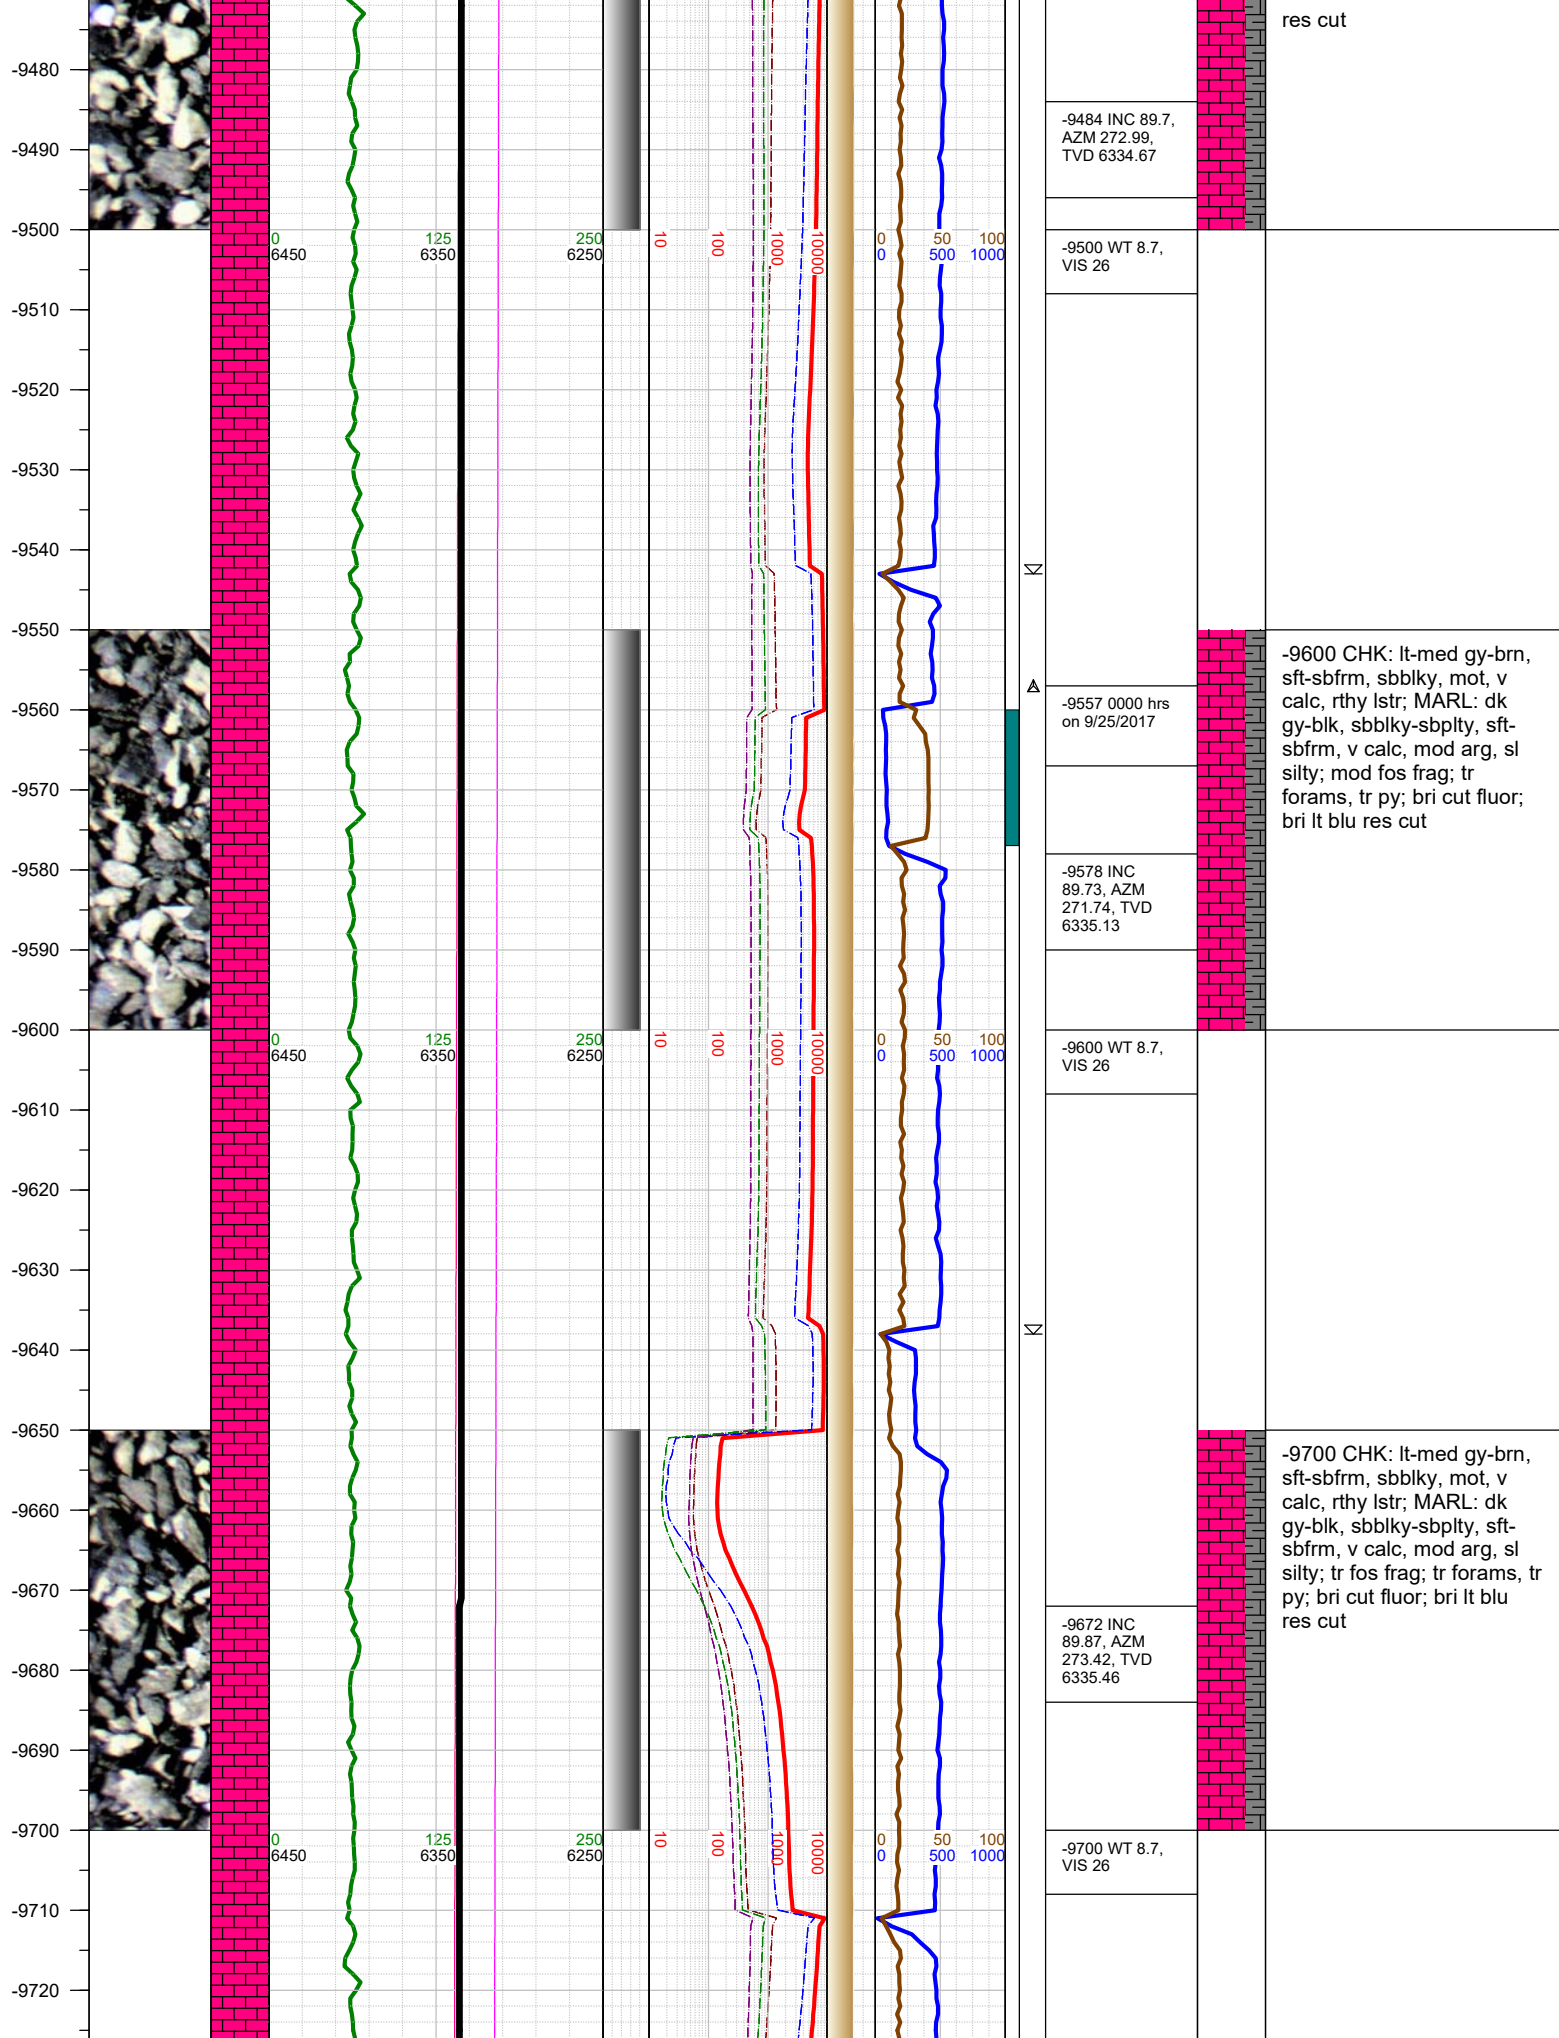 res cut
-9480
-9484 INC 89.7,
AZM 272.99,
TVD 6334.67
-9490
-9500
0 125 250
6450 6350 6250
10 100 1000 10000
0 50 100
0 500 1000
-9500 WT 8.7,
VIS 26
-9510
-9520
-9530
-9540
-9550
-9600 CHK: lt-med gy-brn,
sft-sbfrm, sbblky, mot, v
calc, rthy lstr; MARL: dk
gy-blk, sbblky-sbplty, sft-
sbfrm, v calc, mod arg, sl
silty; mod fos frag; tr
forams, tr py; bri cut fluor;
bri lt blu res cut
-9557 0000 hrs
on 9/25/2017
-9560
-9570
-9580
-9578 INC
89.73, AZM
271.74, TVD
6335.13
-9590
-9600
0 125 250
6450 6350 6250
10 100 1000 10000
0 50 100
0 500 1000
-9600 WT 8.7,
VIS 26
-9610
-9620
-9630
-9640
-9650
-9700 CHK: lt-med gy-brn,
sft-sbfrm, sbblky, mot, v
calc, rthy lstr; MARL: dk
gy-blk, sbblky-sbplty, sft-
sbfrm, v calc, mod arg, sl
silty; tr fos frag; tr forams, tr
py; bri cut fluor; bri lt blu
res cut
-9660
-9670
-9672 INC
89.87, AZM
273.42, TVD
6335.46
-9680
-9690
-9700
0 125 250
6450 6350 6250
10 100 1000 10000
0 50 100
0 500 1000
-9700 WT 8.7,
VIS 26
-9710
-9720